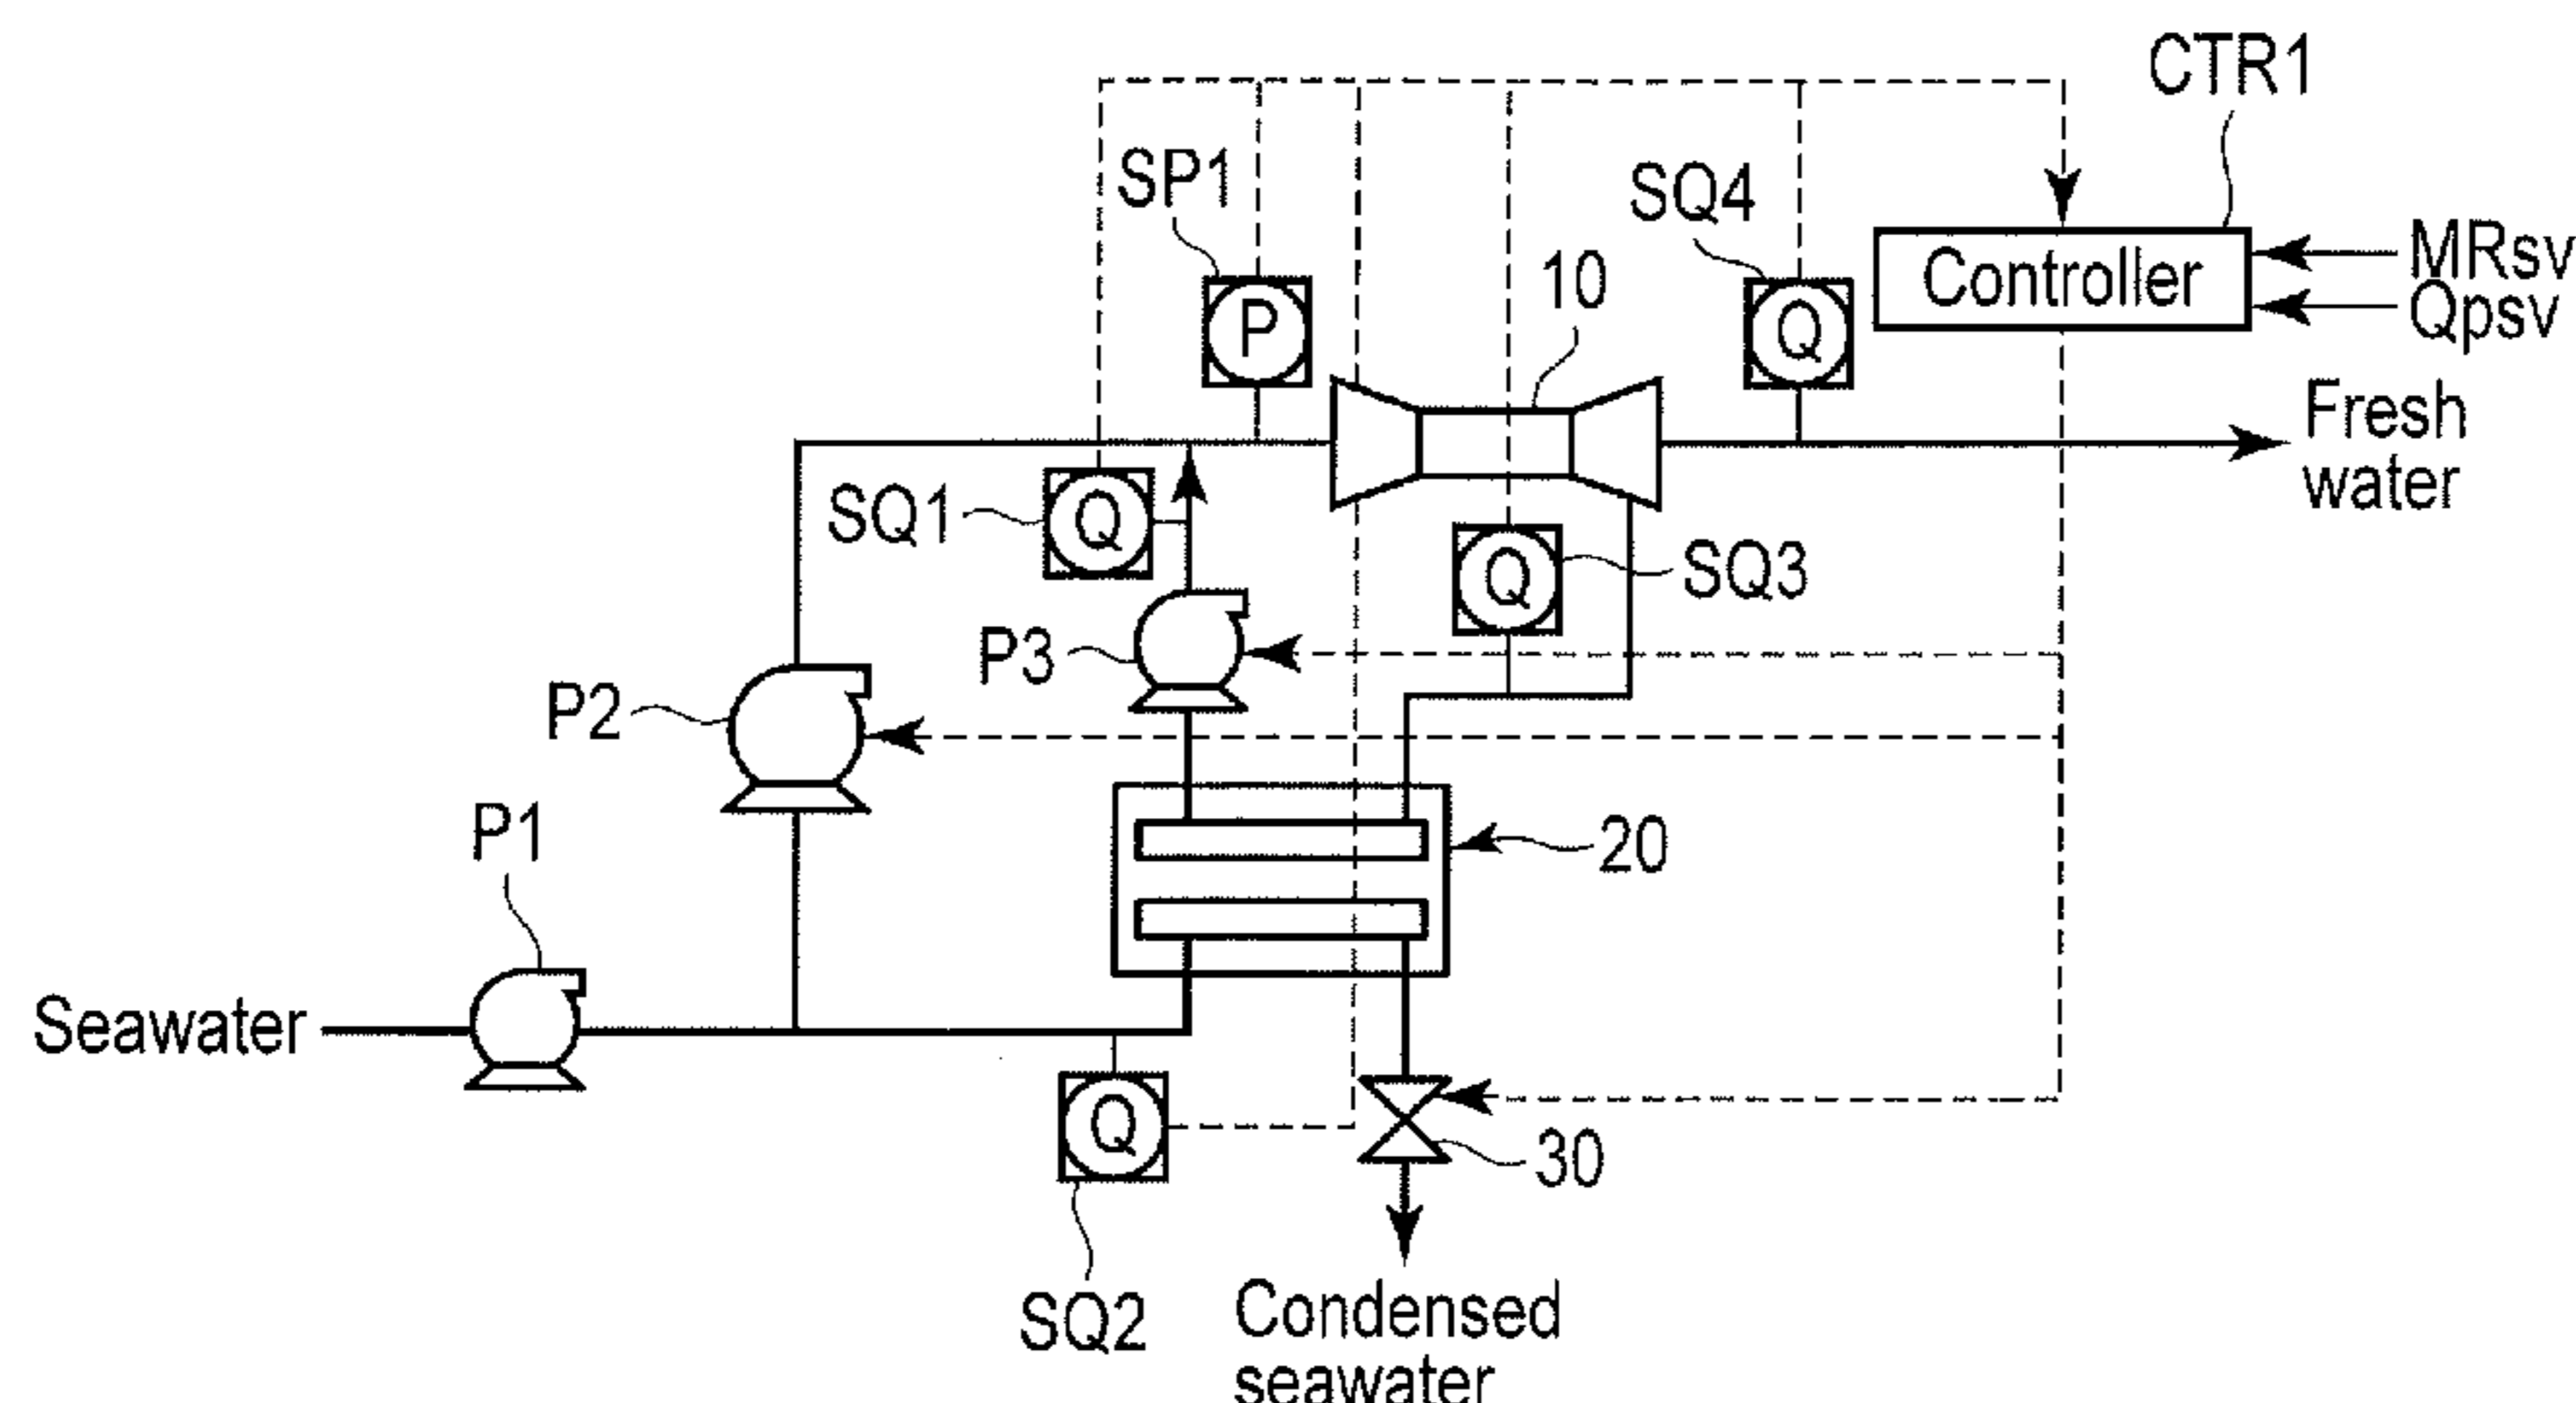 CTR1
SP1
SQ4
MRsv
Controller
10
Qpsv
P
Q
Fresh
water
SQ1
Q
Q
SQ3
P3
P2
P1
20
Seawater
Q
30
SQ2
Condensed
seawater